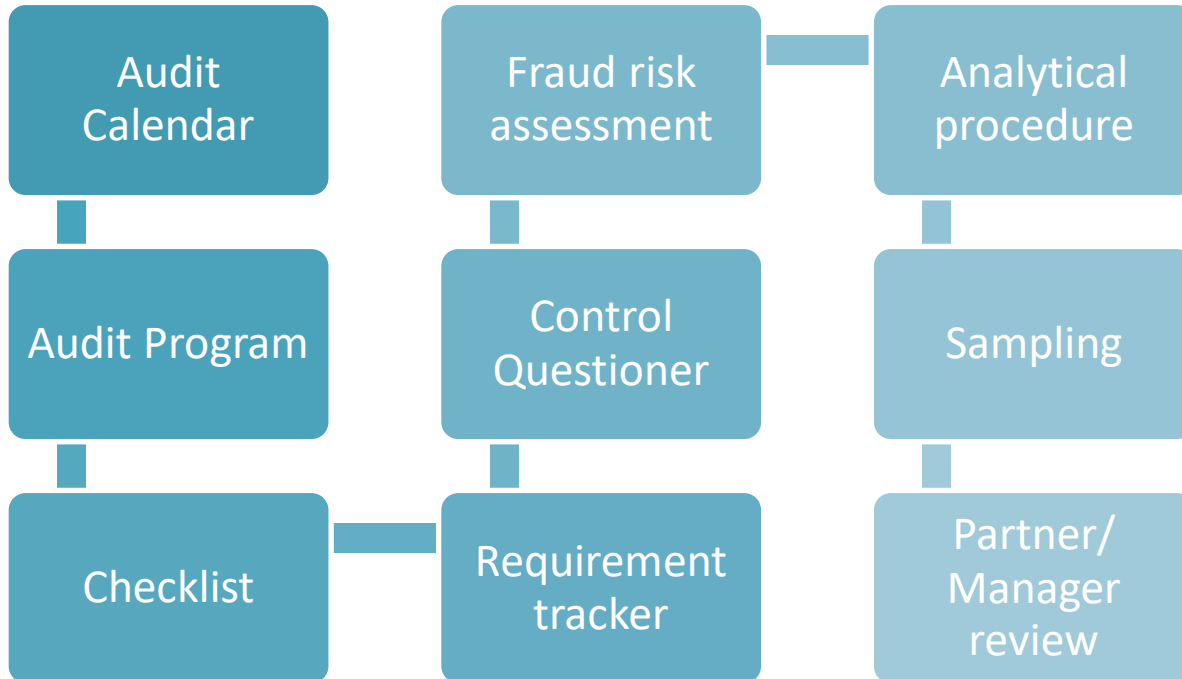 Audit
Calendar
Audit Program
Checklist
Requirement
tracker
Control
Questioner
Fraud risk
assessment
Analytical
procedure
Sampling
Partner/
Manager
review